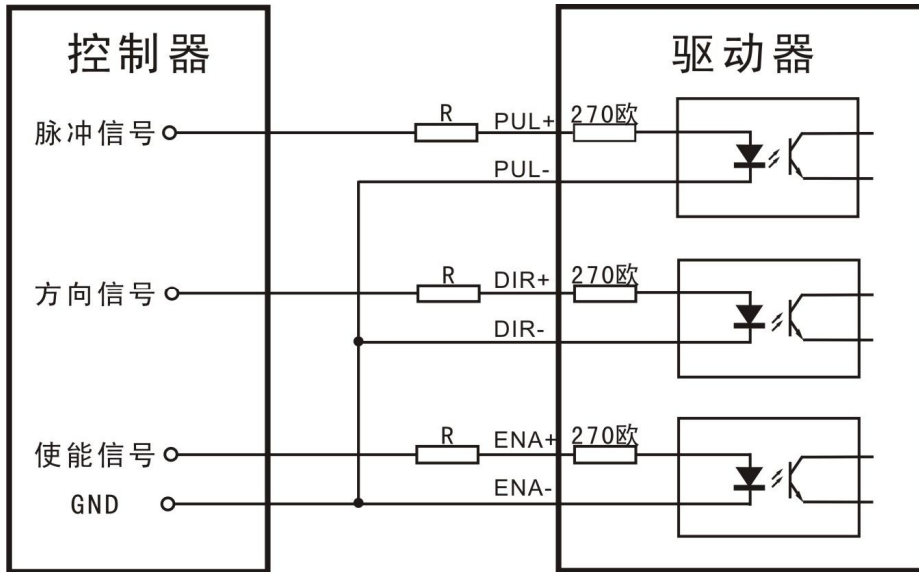 控制器
驱动器
脉冲信号
R
PUL+
270欧
PUL-
方向信号
R
DIR+
270欧
DIR-
使能信号
R
ENA+
270欧
GND
ENA-